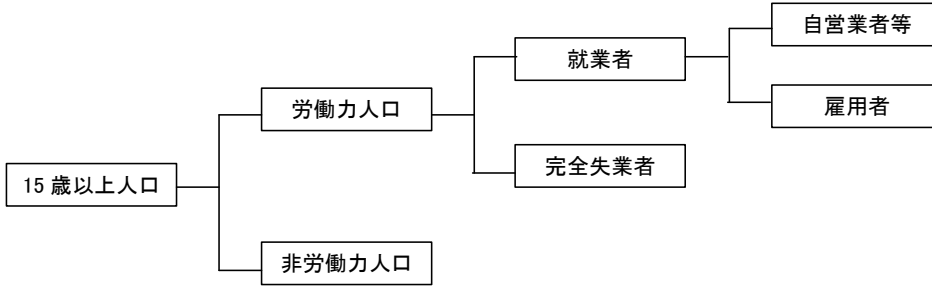 自営業者等
就業者
雇用者
労働力人口
完全失業者
15 歳以上人口
非労働力人口